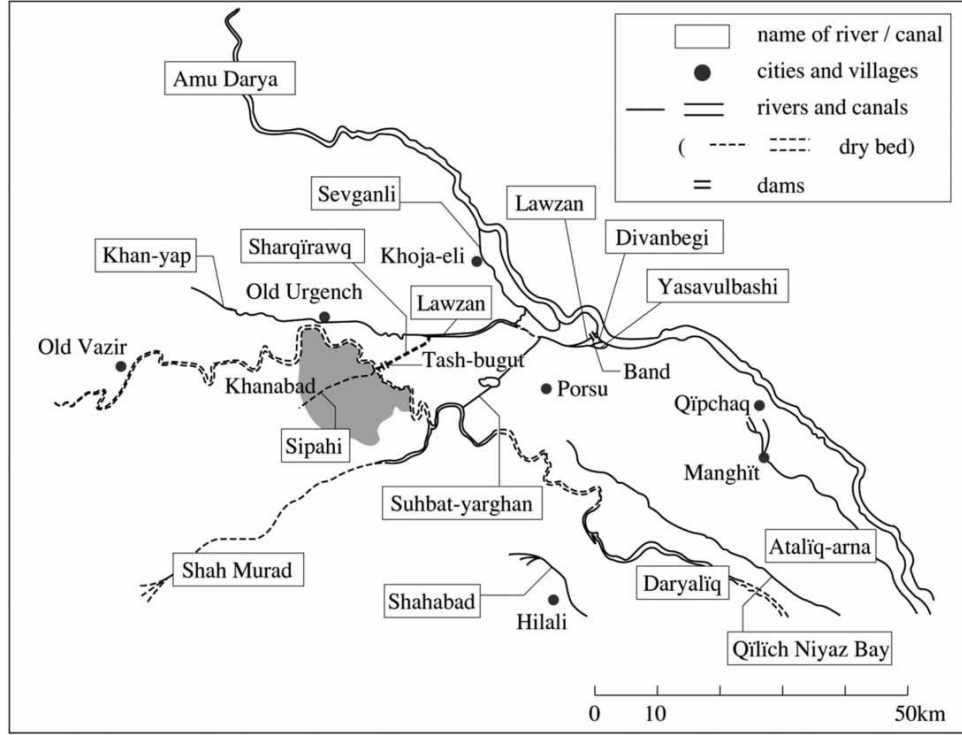 name of river / canal
cities and villages
rivers and canals
( dry bed)
dams
Amu Darya
Sevganli
Lawzan
Divanbegi
Sharqïrawq
Khoja-eli
Khan-yap
Yasavulbashi
Old Urgench
Lawzan
Old Vazir
Tash-bugut
Band
Khanabad
Porsu
Qïpchaq
Sipahi
Manghït
Suhbat-yarghan
Atalïq-arna
Shah Murad
Daryalïq
Shahabad
Hilali
Qïlïch Niyaz Bay
0 10 50km